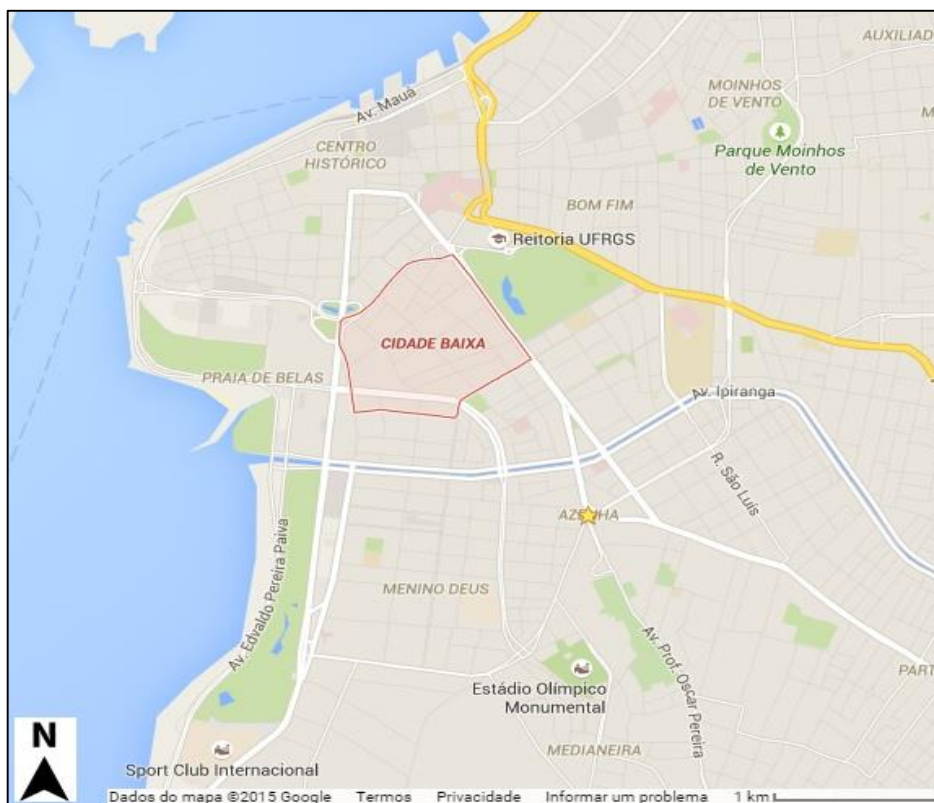 AUXILIAD
MOINHOS
DE VENTO
Av. Mauá
M
CENTRO
HISTÓRICO
Parque Moinhos
de Vento
BOM FIM
Reitoria UFRGS
CIDADE BAIXA
PRAIA DE BELAS
Av. Ipiranga
R. São Luís
AZENHA
Av. Edvaldo Pereira Paiva
MENINO DEUS
Av. Prof. Oscar Pereira
PART
Estádio Olímpico
Monumental
N
MEDIANEIRA
Sport Club Internacional
Dados do mapa ©2015 Google Termos Privacidade Informar um problema 1 km